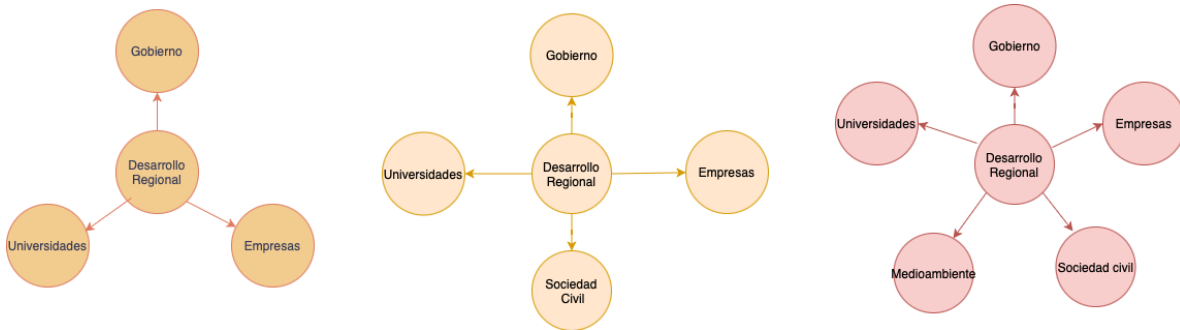 Gobierno
Desarrollo
Regional
Universidades
Empresas
Gobierno
Universidades
Desarrollo
Regional
Empresas
Sociedad
Civil
Gobierno
Universidades
Empresas
Desarrollo
Regional
Medioambiente
Sociedad civil